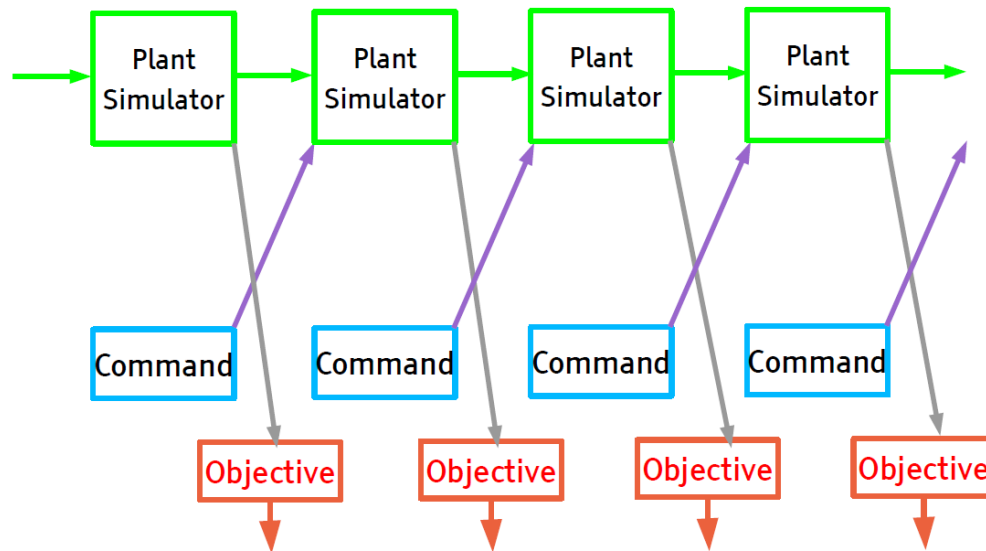 Plant
Simulator
Plant
Simulator
Plant
Simulator
Plant
Simulator
Command
Command
Command
Command
Objective
Objective
Objective
Objective